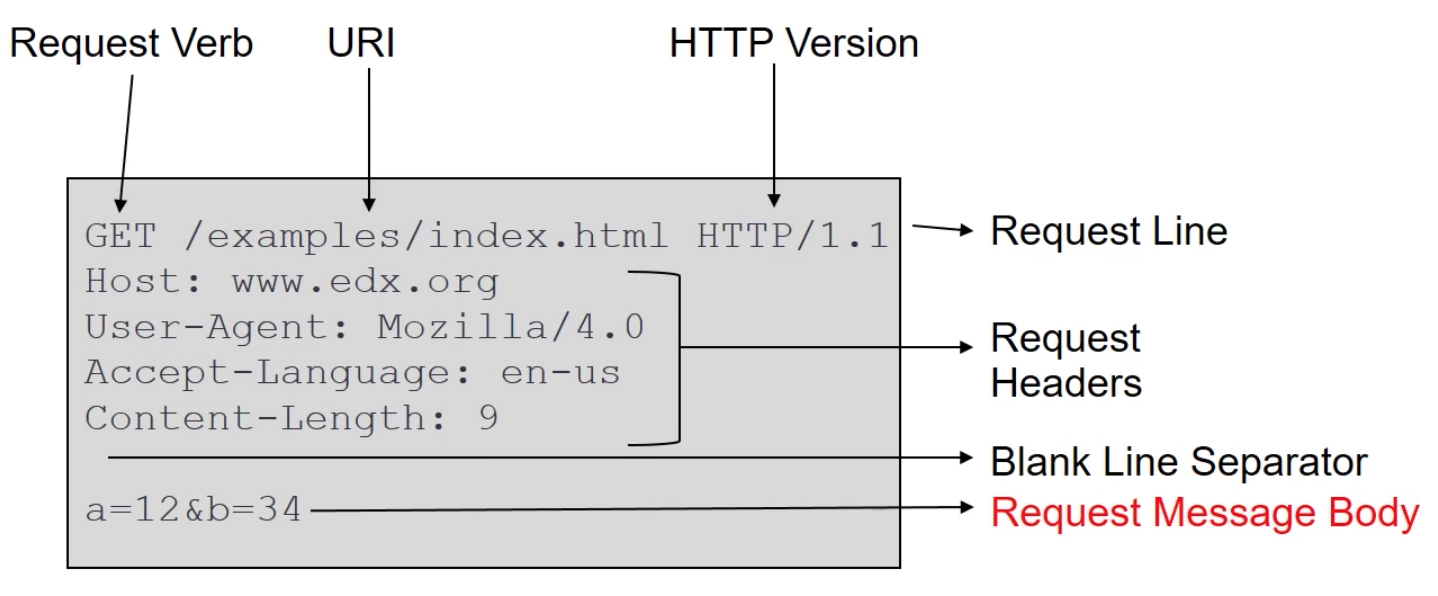 Request Verb URI HTTP Version
GET /examples/index.html HTTP/1.1 Request Line
Host: www.edx.org
User-Agent: Mozilla/4.0
Accept-Language: en-us
Content-Length: 9
Request
Headers
Blank Line Separator
a=12&b=34 Request Message Body